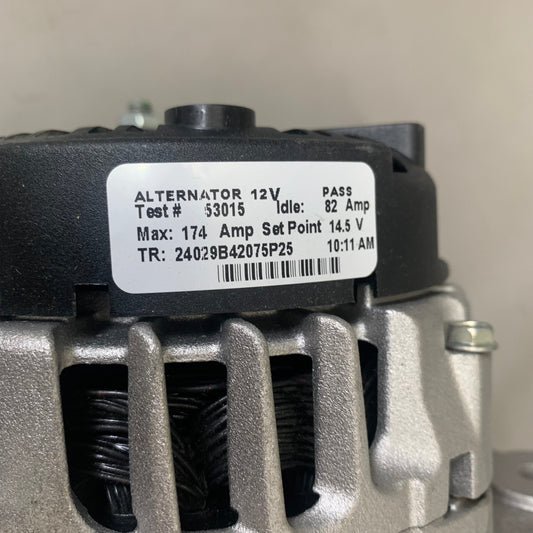 ALTERNATOR 12V PASS
Test# 53015 Idle: 82 Amp
Max: 174 Amp Set Point 14.5 V
TR: 24029B42075P25 10:11 AM